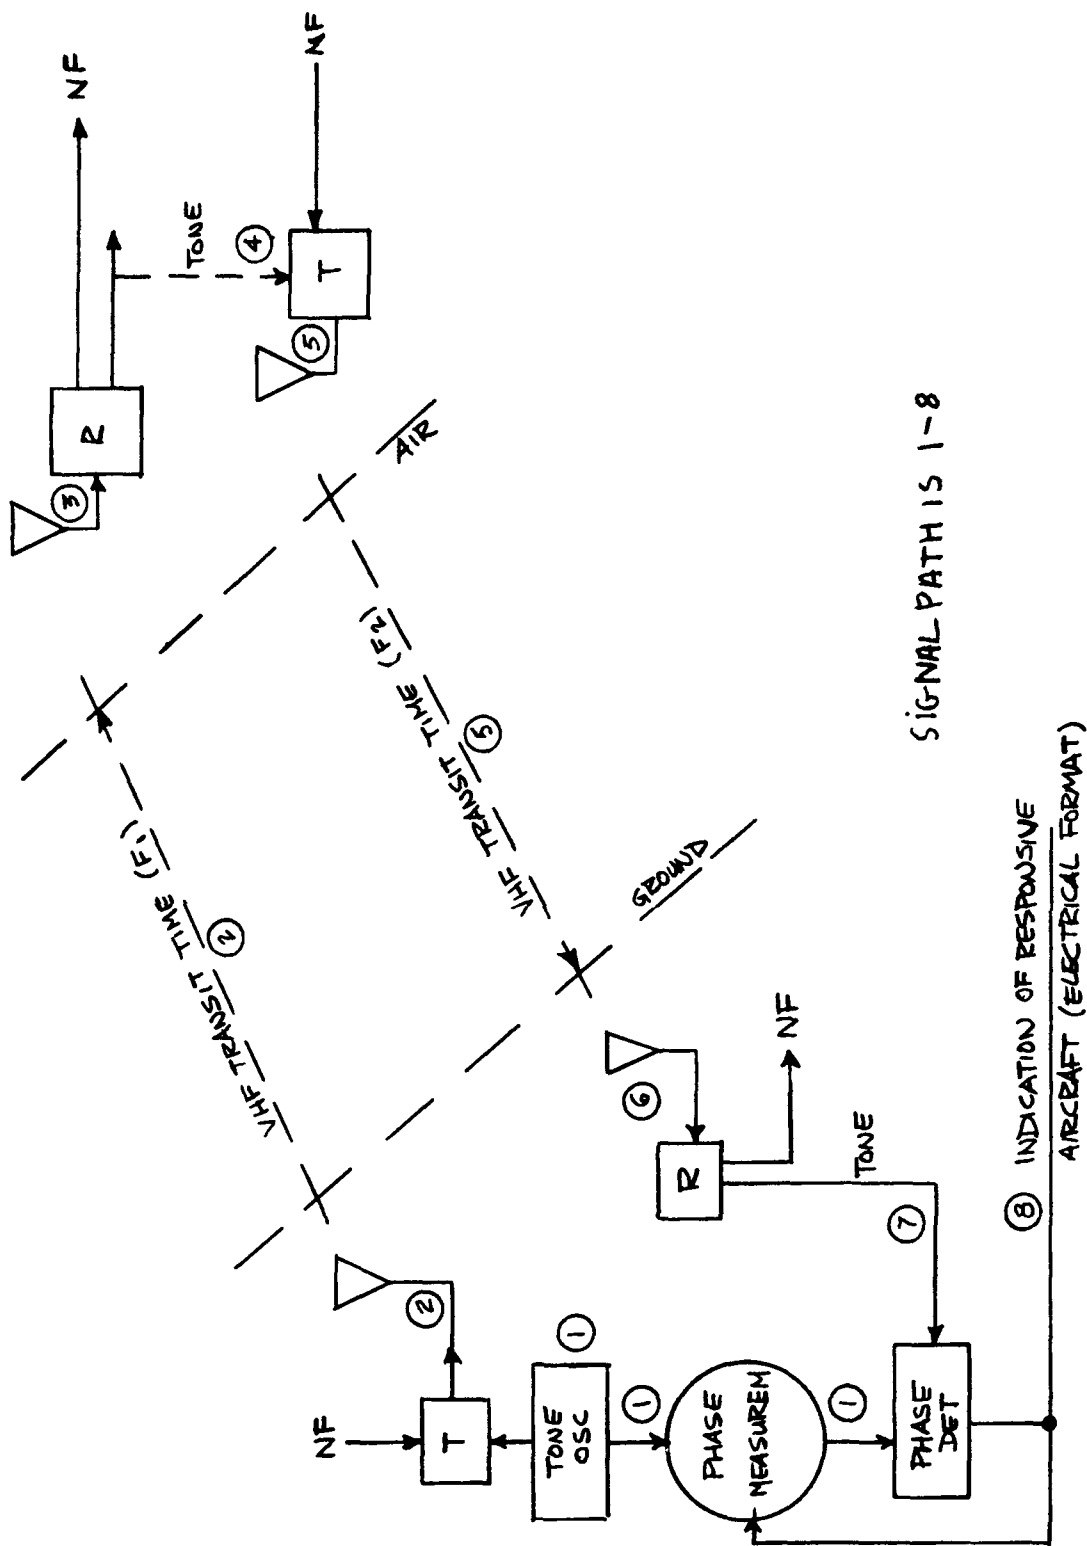 NF
T
②
TONE
OSC
①
①
PHASE
MEASUREM
①
PHASE
DET
VHF TRANSIT TIME (F1)
②
③
R
NF
TONE
④
⑤
T
NF
AIR
VHF TRANSIT TIME (F2)
⑤
GROUND
⑥
R
NF
TONE
⑦
SIGNAL PATH IS 1-8
⑧ INDICATION OF RESPONSIVE
AIRCRAFT (ELECTRICAL FORMAT)